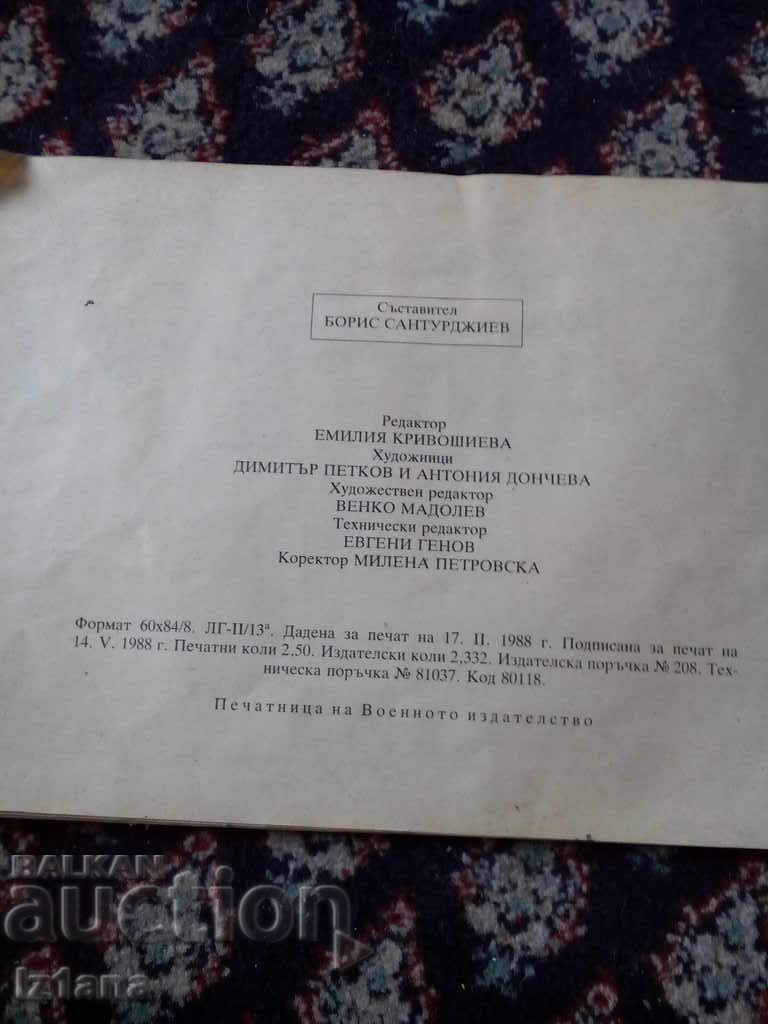 Съставител
БОРИС САНТУРДЖИЕВ
Редактор
ЕМИЛИЯ КРИВОШИЕВА
Художници
ДИМИТЪР ПЕТКОВ И АНТОНИЯ ДОНЧЕВА
Художествен редактор
ВЕНКО МАДОЛЕВ
Технически редактор
ЕВГЕНИ ГЕНОВ
Коректор МИЛЕНА ПЕТРОВСКА
Формат 60x84/8. ЛГ-II/13ª. Дадена за печат на 17. II. 1988 г. Подписана за печат на
14. V. 1988 г. Печатни коли 2,50. Издателски коли 2,332. Издателска поръчка № 208. Тех-
ническа поръчка № 81037. Код 80118.
Печатница на Военното издателство
BALKAN
auction
iz1ana